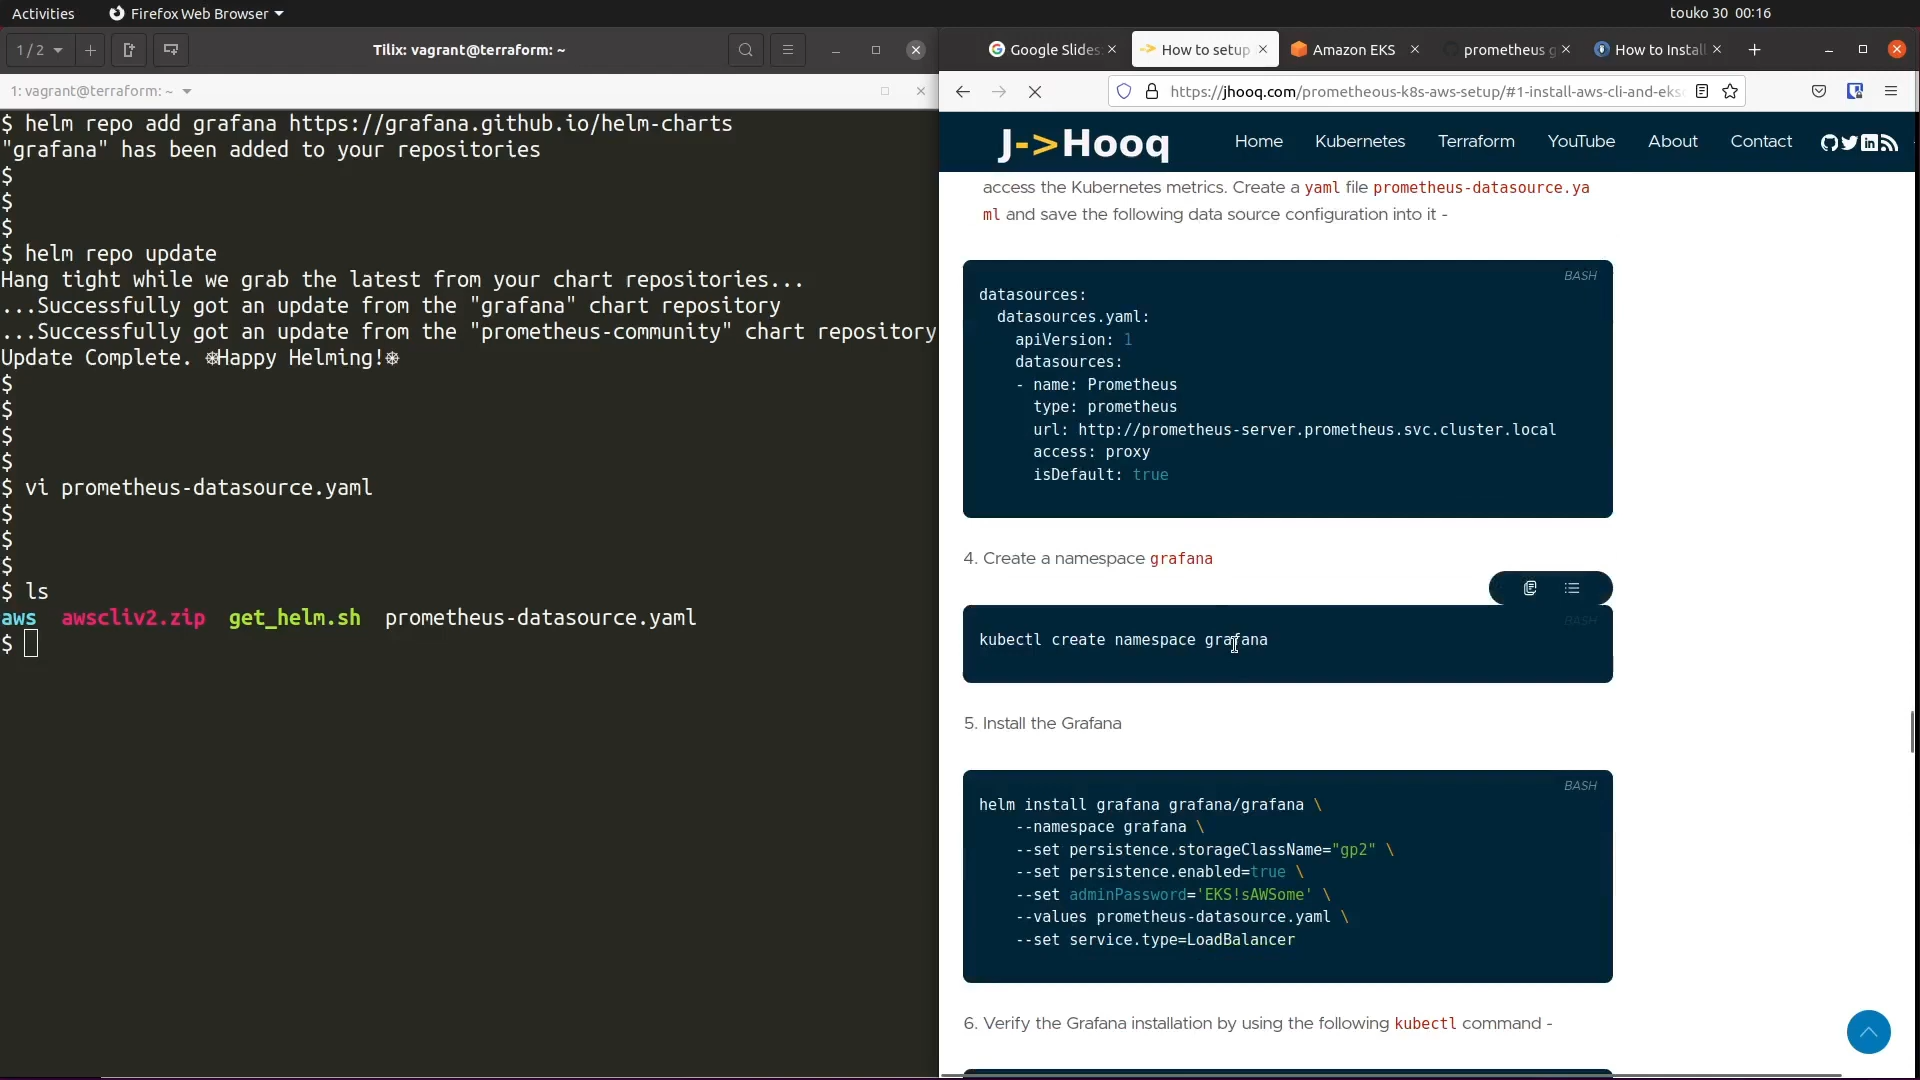 Activities
Firefox Web Browser
touko 30 00:16
1 / 2
Tilix: vagrant@terraform: ~
1: vagrant@terraform: ~
$ helm repo add grafana https://grafana.github.io/helm-charts
"grafana" has been added to your repositories
$
$
$
$ helm repo update
Hang tight while we grab the latest from your chart repositories...
...Successfully got an update from the "grafana" chart repository
...Successfully got an update from the "prometheus-community" chart repository
Update Complete. ⎈Happy Helming!⎈
$
$
$
$
$ vi prometheus-datasource.yaml
$
$
$
$ ls
aws awscliv2.zip get_helm.sh prometheus-datasource.yaml
$
Google Slides:
How to setup
Amazon EKS
prometheus g
How to Install
https://jhooq.com/prometheous-k8s-aws-setup/#1-install-aws-cli-and-eksc
J->Hooq
Home Kubernetes Terraform YouTube About Contact
access the Kubernetes metrics. Create a yaml file prometheus-datasource.ya
ml and save the following data source configuration into it -
BASH
datasources:
datasources.yaml:
apiVersion: 1
datasources:
- name: Prometheus
type: prometheus
url: http://prometheus-server.prometheus.svc.cluster.local
access: proxy
isDefault: true
4. Create a namespace grafana
BASH
kubectl create namespace grafana
5. Install the Grafana
BASH
helm install grafana grafana/grafana \
--namespace grafana \
--set persistence.storageClassName="gp2" \
--set persistence.enabled=true \
--set adminPassword='EKS!sAWSome' \
--values prometheus-datasource.yaml \
--set service.type=LoadBalancer
6. Verify the Grafana installation by using the following kubectl command -